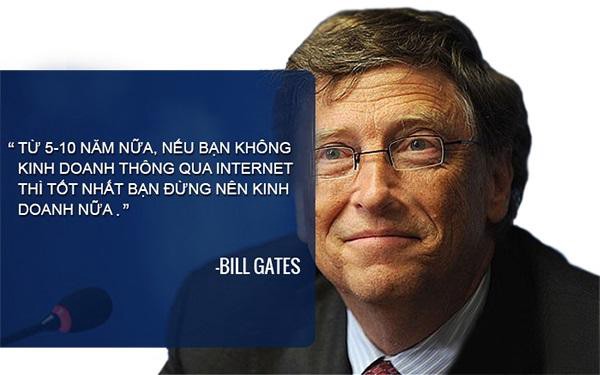 “ TỪ 5-10 NĂM NỮA, NẾU BẠN KHÔNG
KINH DOANH THÔNG QUA INTERNET
THÌ TỐT NHẤT BẠN ĐỪNG NÊN KINH
DOANH NỮA . ”
-BILL GATES